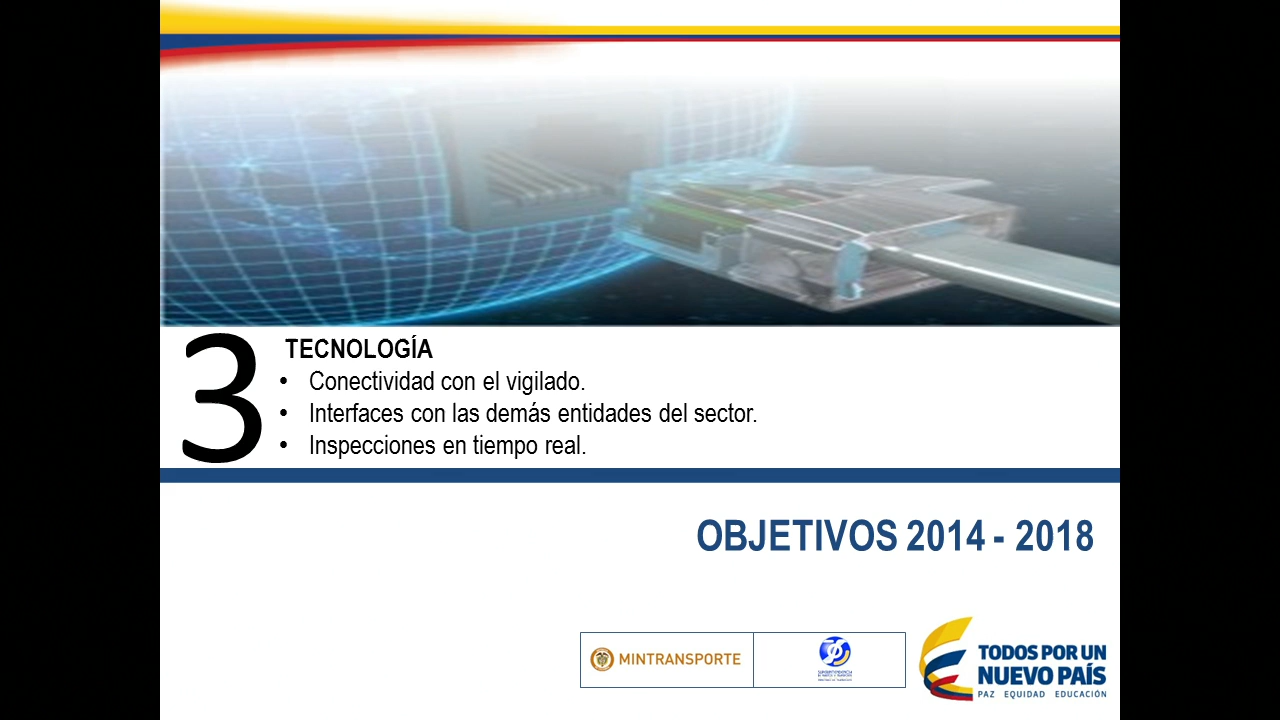 3
TECNOLOGÍA
• Conectividad con el vigilado.
• Interfaces con las demás entidades del sector.
• Inspecciones en tiempo real.
OBJETIVOS 2014 - 2018
MINTRANSPORTE
TODOS POR UN
NUEVO PAÍS
PAZ EQUIDAD EDUCACIÓN